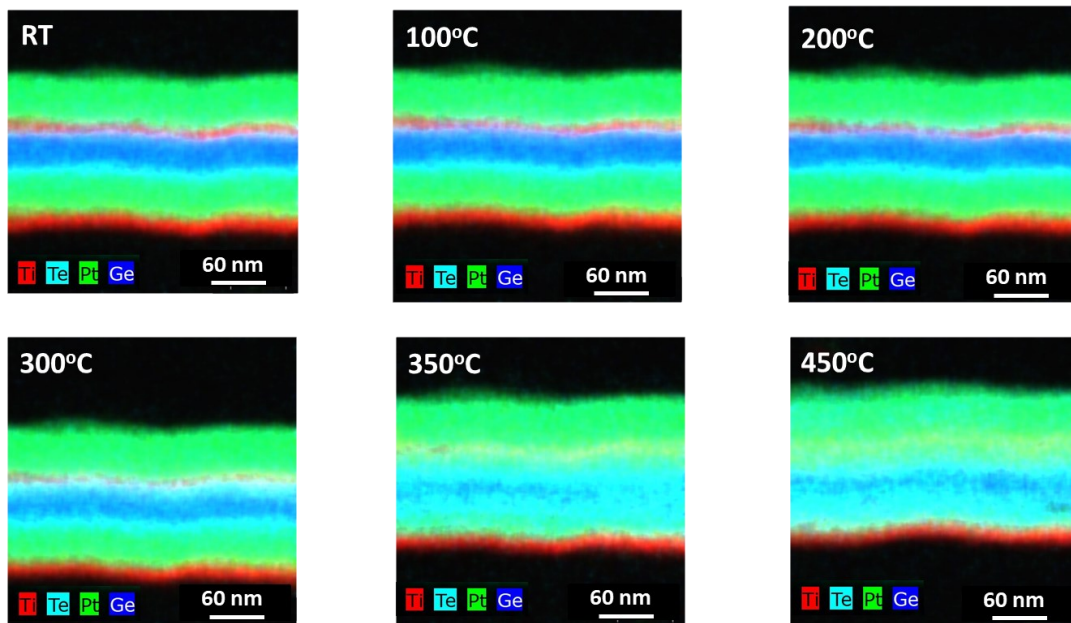 RT
Ti Te Pt Ge 60 nm
100°C
Ti Te Pt Ge 60 nm
200°C
Ti Te Pt Ge 60 nm
300°C
Ti Te Pt Ge 60 nm
350°C
Ti Te Pt Ge 60 nm
450°C
Ti Te Pt Ge 60 nm